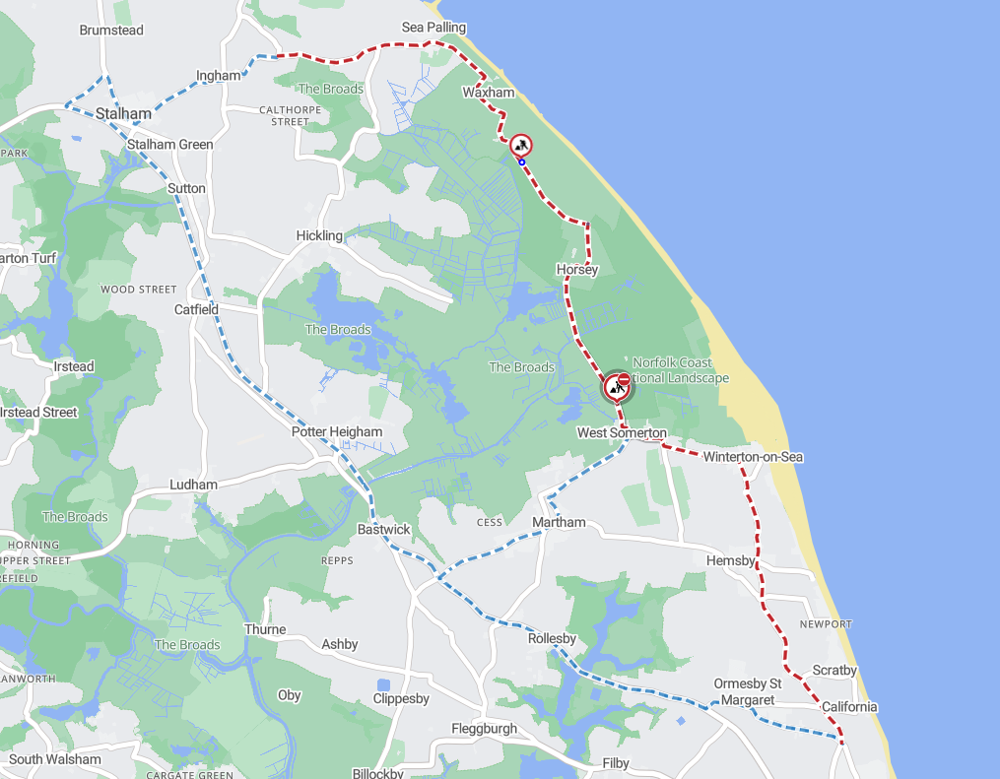 Brumstead
Sea Palling
Ingham
The Broads
Waxham
CALTHORPE
STREET
Stalham
Stalham Green
PARK
Sutton
Hickling
arton Turf
Horsey
WOOD STREET
Catfield
The Broads
Irstead
The Broads
Norfolk Coast
tional Landscape
Irstead Street
Potter Heigham
West Somerton
Winterton-on-Sea
Ludham
The Broads
CESS
Martham
Bastwick
HORNING
UPPER STREET
REFIELD
REPPS
Hemsby
Thurne
NEWPORT
The Broads
Ashby
Rollesby
Scratby
ANWORTH
Oby
Clippesby
Ormesby St
Margaret
California
Fleggburgh
South Walsham
Filby
CARGATE GREEN
Billockby